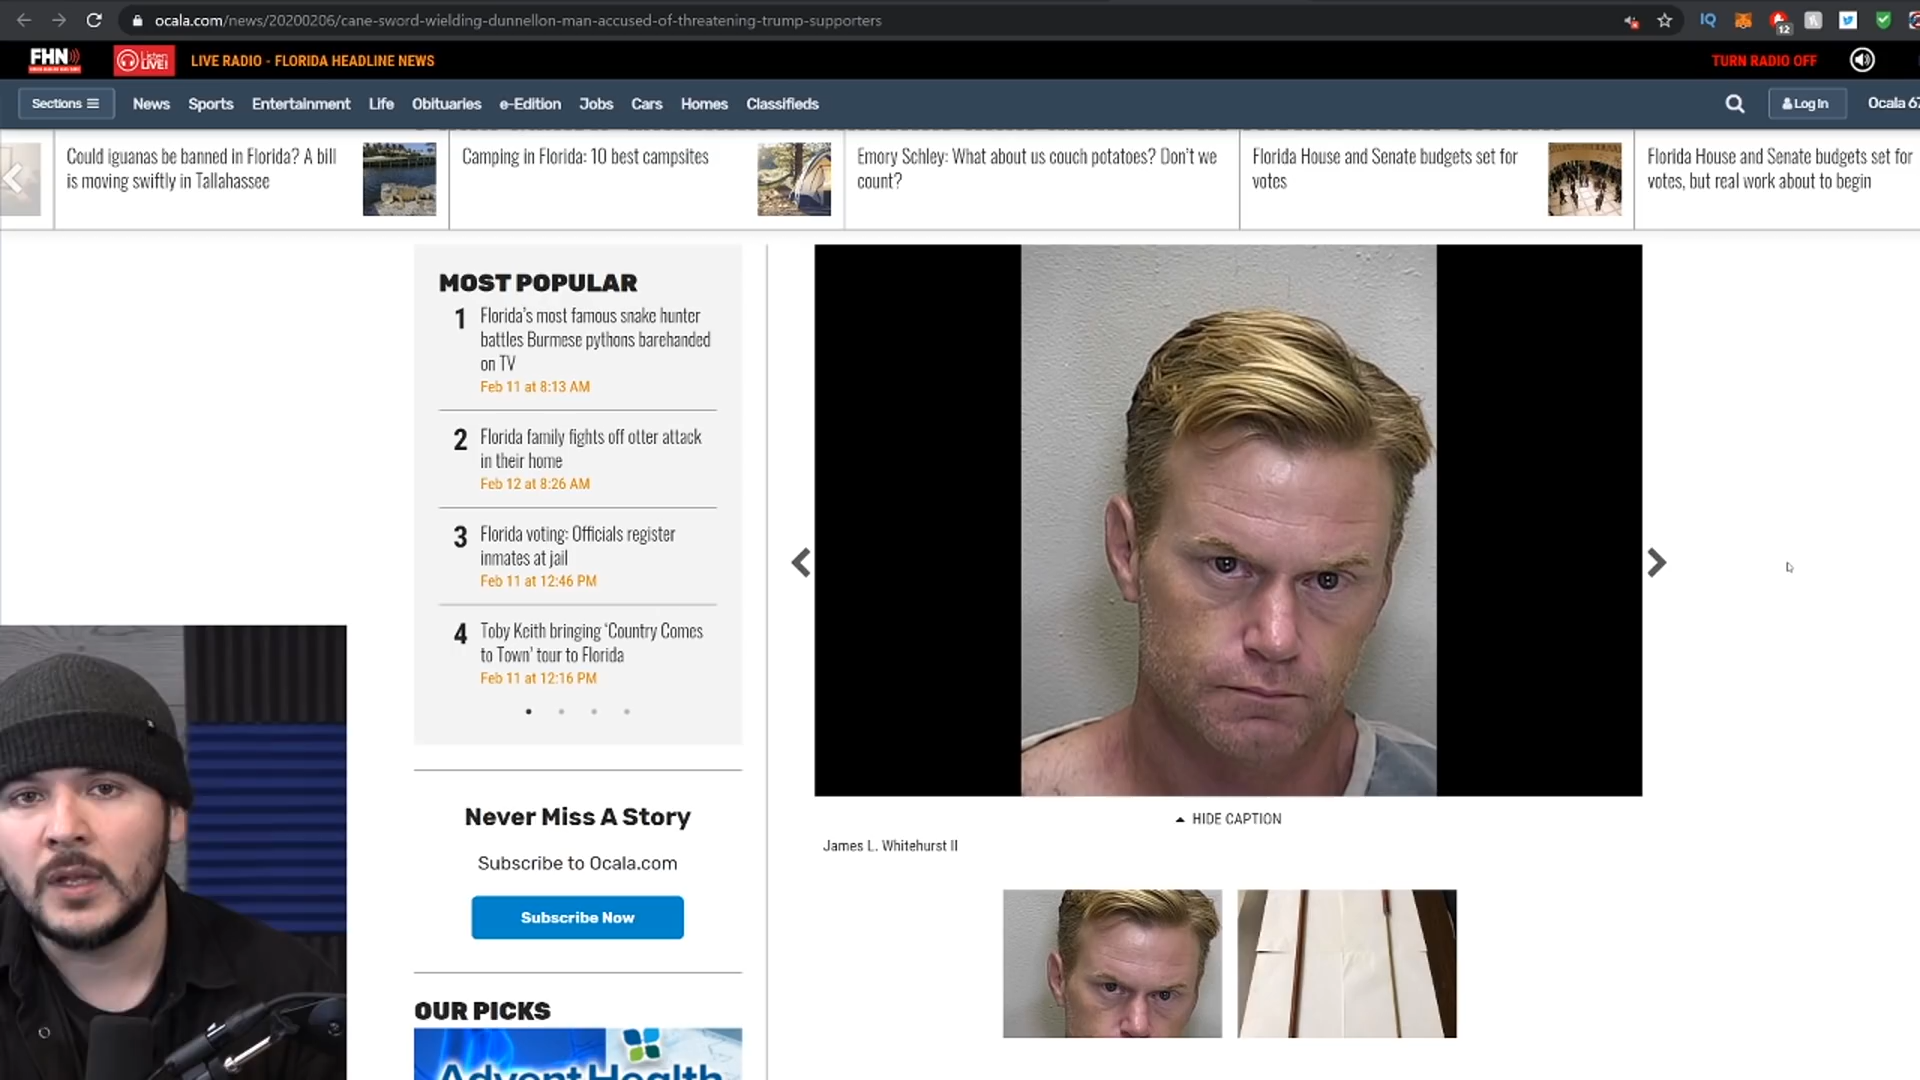 ocala.com/news/20200206/cane-sword-wielding-dunnellon-man-accused-of-threatening-trump-supporters
IQ
12
FHN
Listen LIVE!
LIVE RADIO - FLORIDA HEADLINE NEWS
TURN RADIO OFF
Sections
News
Sports
Entertainment
Life
Obituaries
e-Edition
Jobs
Cars
Homes
Classifieds
Log In
Ocala
Could iguanas be banned in Florida? A bill
is moving swiftly in Tallahassee
Camping in Florida: 10 best campsites
Emory Schley: What about us couch potatoes? Don't we
count?
Florida House and Senate budgets set for
votes
Florida House and Senate budgets set for
votes, but real work about to begin
MOST POPULAR
1
Florida's most famous snake hunter
battles Burmese pythons barehanded
on TV
Feb 11 at 8:13 AM
2
Florida family fights off otter attack
in their home
Feb 12 at 8:26 AM
3
Florida voting: Officials register
inmates at jail
Feb 11 at 12:46 PM
4
Toby Keith bringing 'Country Comes
to Town' tour to Florida
Feb 11 at 12:16 PM
HIDE CAPTION
James L. Whitehurst II
Never Miss A Story
Subscribe to Ocala.com
Subscribe Now
OUR PICKS
AdventHealth